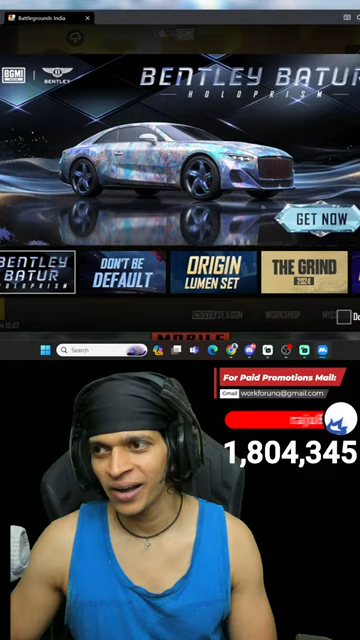 Battlegrounds India
BGMI
BENTLEY
BENTLEY BATUR
HOLOPRISM
GET NOW
BENTLEY
BATUR
HOLOPRISM
DON'T BE
DEFAULT
ORIGIN
LUMEN SET
THE GRIND
2024
SEASON
WORKSHOP
Search
For Paid Promotions Mail:
Gmail workforunq@gmail.com
1,804,345